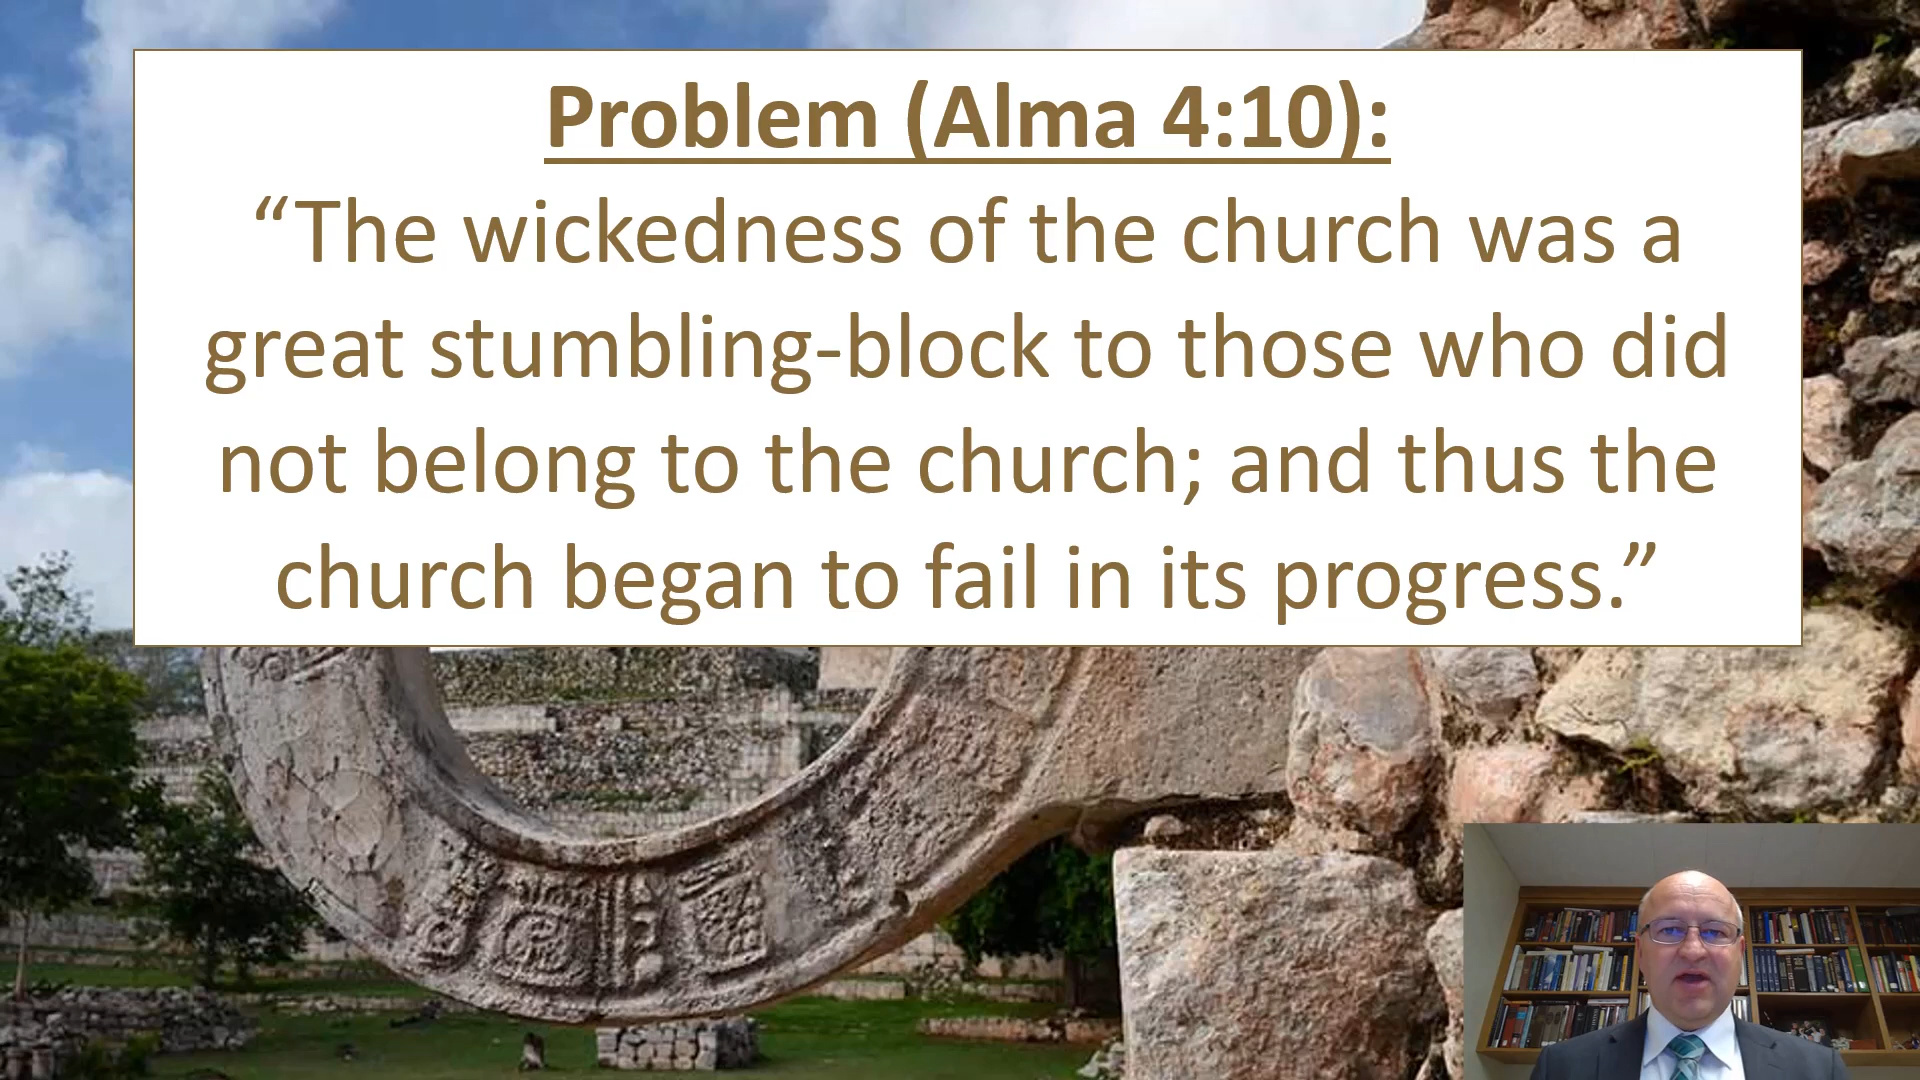 Problem (Alma 4:10):
“The wickedness of the church was a
great stumbling-block to those who did
not belong to the church; and thus the
church began to fail in its progress.”